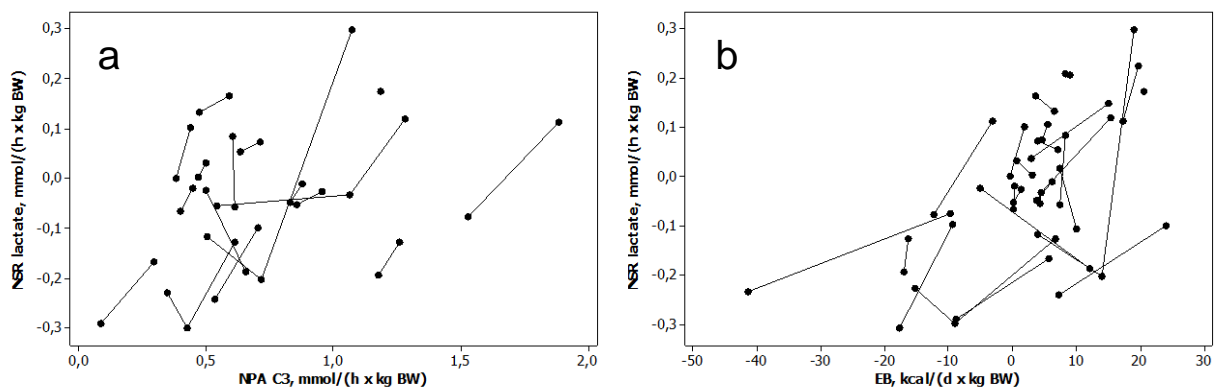 a
NSR lactate, mmol/(h x kg BW)
0,3
0,2
0,1
0,0
-0,1
-0,2
-0,3
0,0 0,5 1,0 1,5 2,0
NPA C3, mmol/(h x kg BW)
b
NSR lactate, mmol/(h x kg BW)
0,3
0,2
0,1
0,0
-0,1
-0,2
-0,3
-50 -40 -30 -20 -10 0 10 20 30
EB, kcal/(d x kg BW)